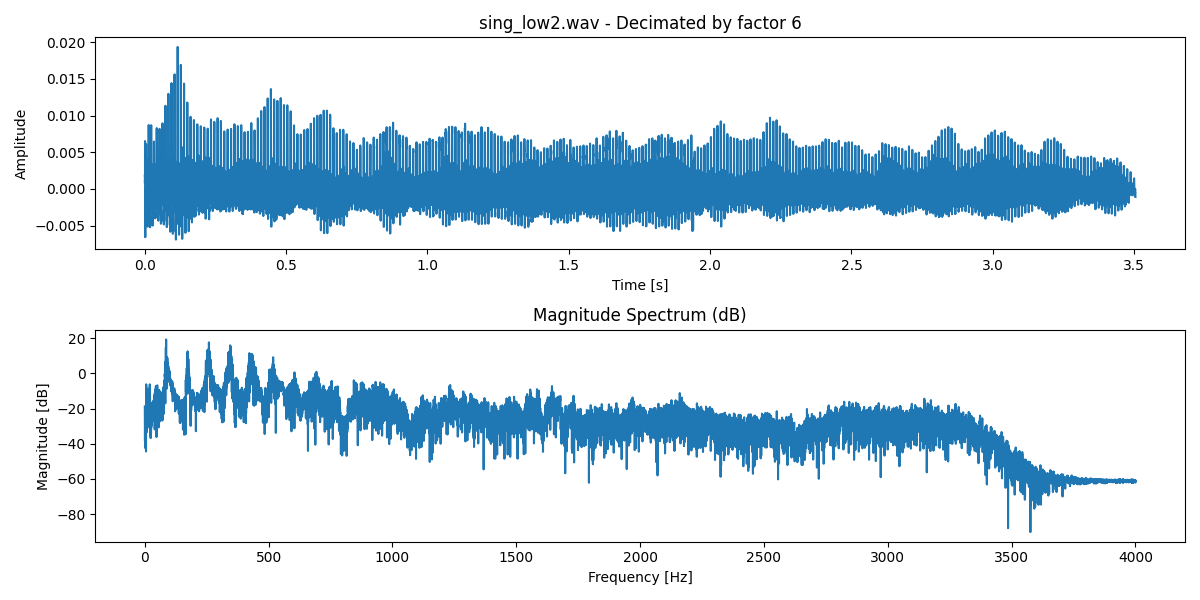 sing_low2.wav - Decimated by factor 6
0.020
0.015
0.010
0.005
0.000
−0.005
Amplitude
0.0 0.5 1.0 1.5 2.0 2.5 3.0 3.5
Time [s]
Magnitude Spectrum (dB)
20
0
−20
−40
−60
−80
Magnitude [dB]
0 500 1000 1500 2000 2500 3000 3500 4000
Frequency [Hz]